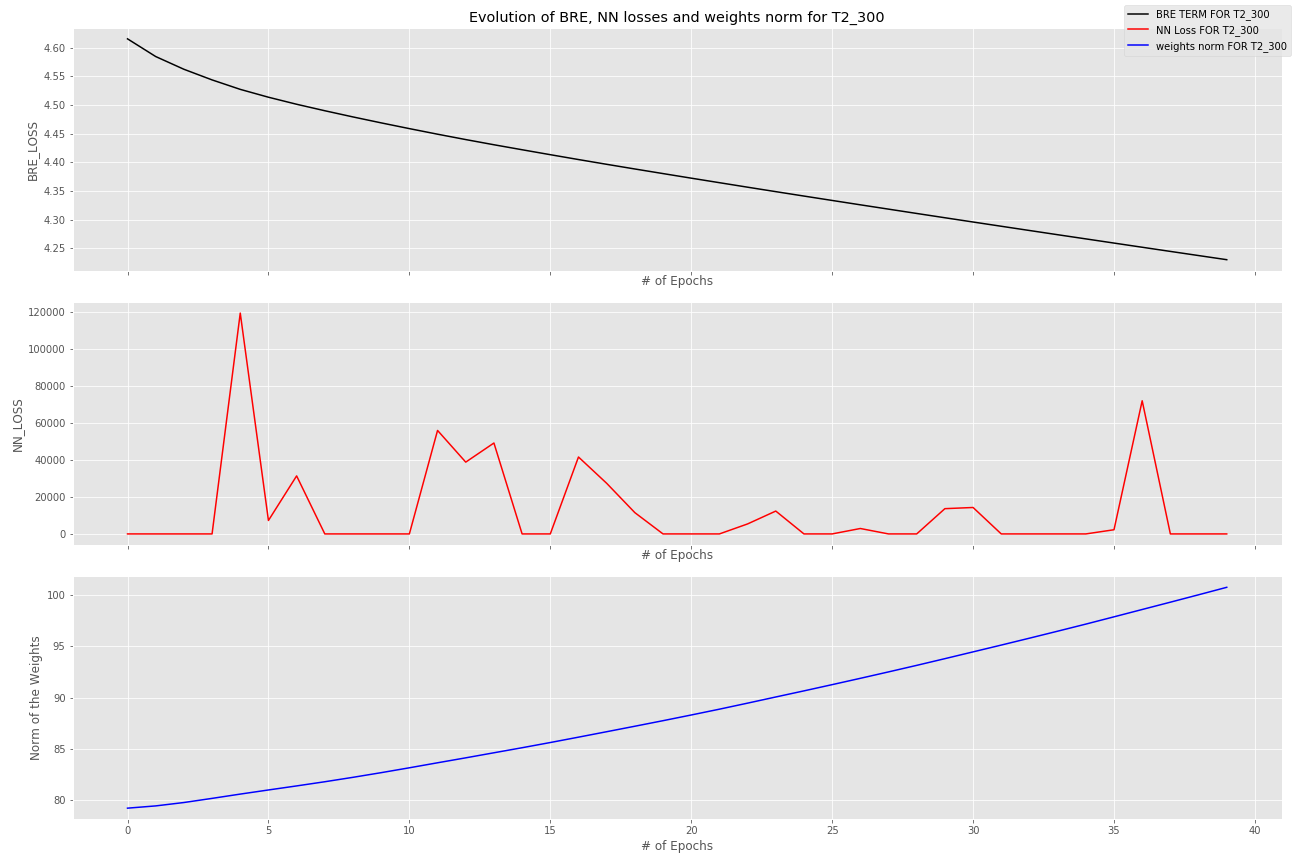 Evolution of BRE, NN losses and weights norm for T2_300
BRE TERM FOR T2_300
NN Loss FOR T2_300
weights norm FOR T2_300
BRE_LOSS
4.60
4.55
4.50
4.45
4.40
4.35
4.30
4.25
# of Epochs
NN_LOSS
120000
100000
80000
60000
40000
20000
0
# of Epochs
Norm of the Weights
100
95
90
85
80
0 5 10 15 20 25 30 35 40
# of Epochs